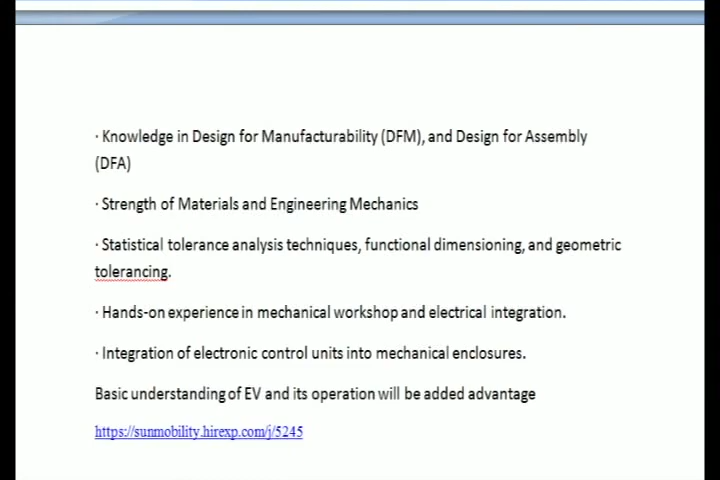 · Knowledge in Design for Manufacturability (DFM), and Design for Assembly
(DFA)
· Strength of Materials and Engineering Mechanics
· Statistical tolerance analysis techniques, functional dimensioning, and geometric
tolerancing.
· Hands-on experience in mechanical workshop and electrical integration.
· Integration of electronic control units into mechanical enclosures.
Basic understanding of EV and its operation will be added advantage
https://sunmobility.hirexp.com/j/5245